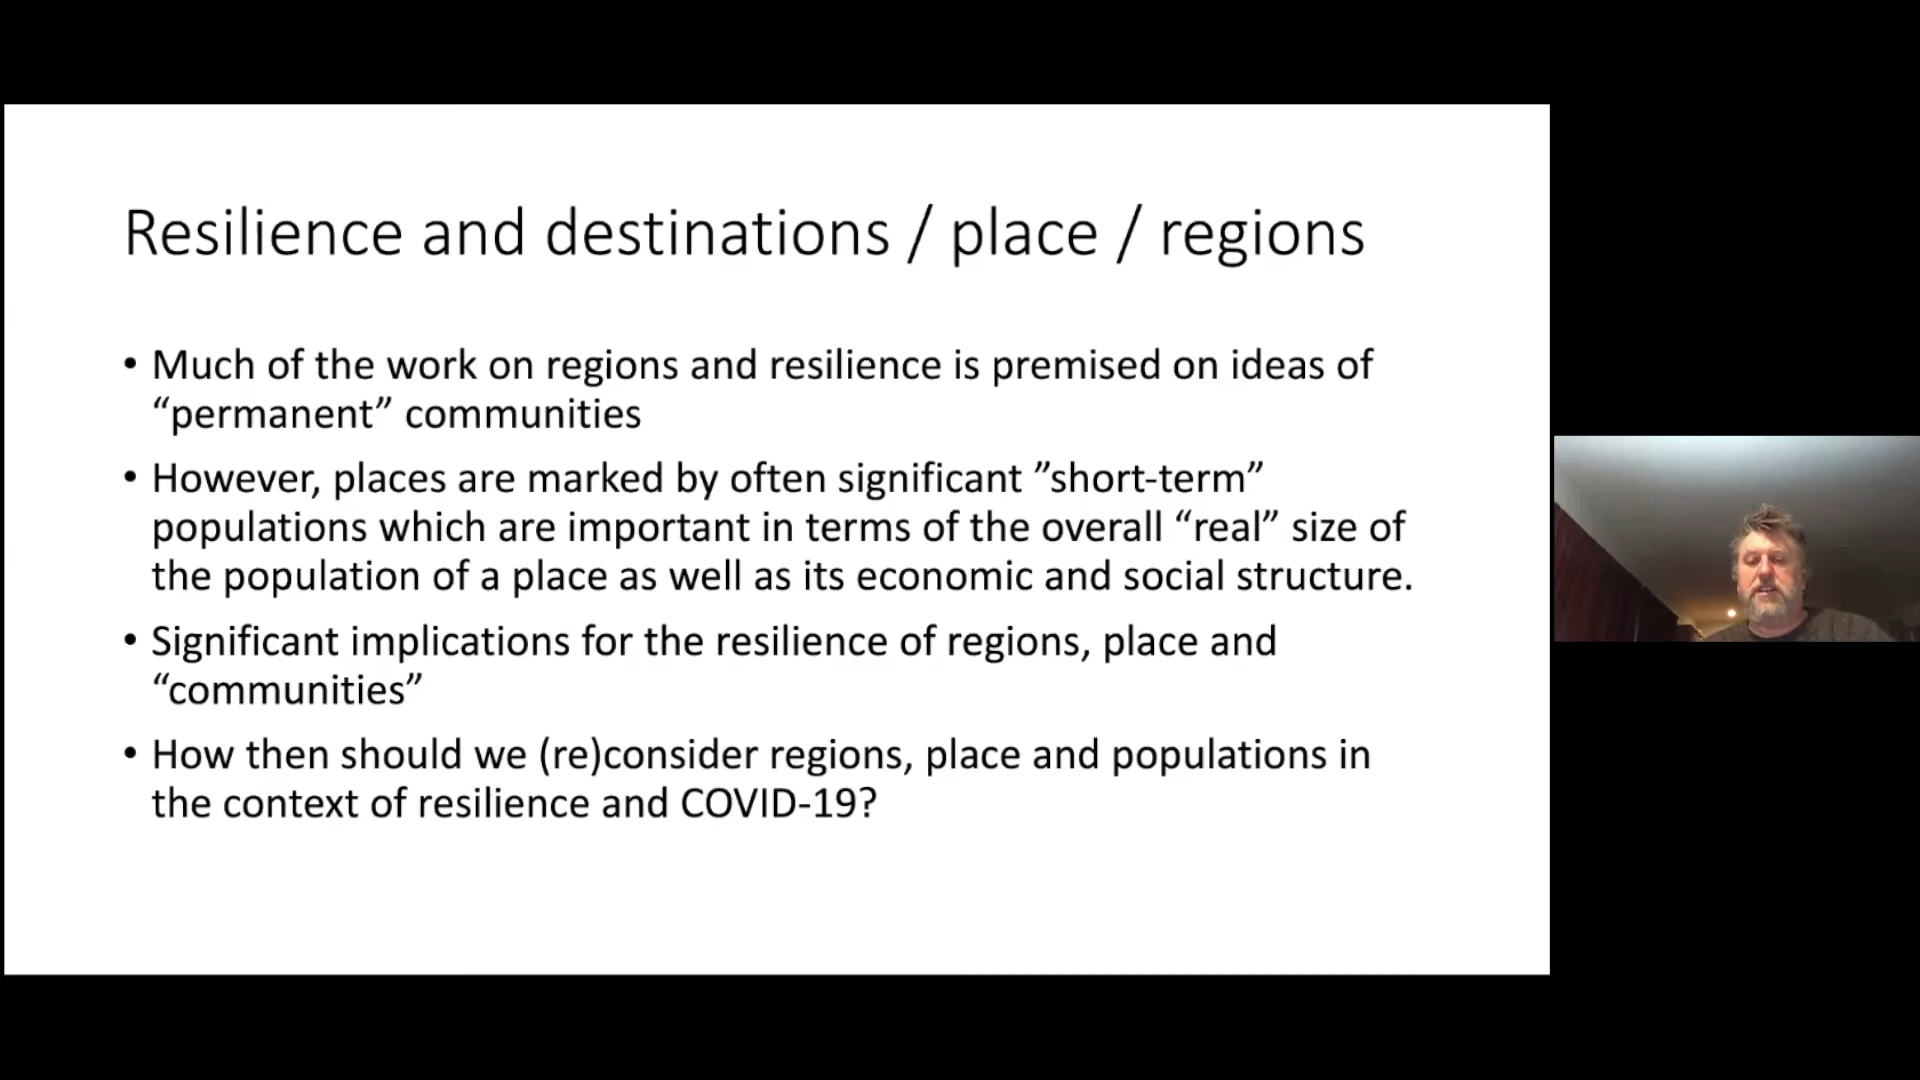 Resilience and destinations / place / regions
• Much of the work on regions and resilience is premised on ideas of
“permanent” communities
• However, places are marked by often significant ”short-term”
populations which are important in terms of the overall “real” size of
the population of a place as well as its economic and social structure.
• Significant implications for the resilience of regions, place and
“communities”
• How then should we (re)consider regions, place and populations in
the context of resilience and COVID-19?